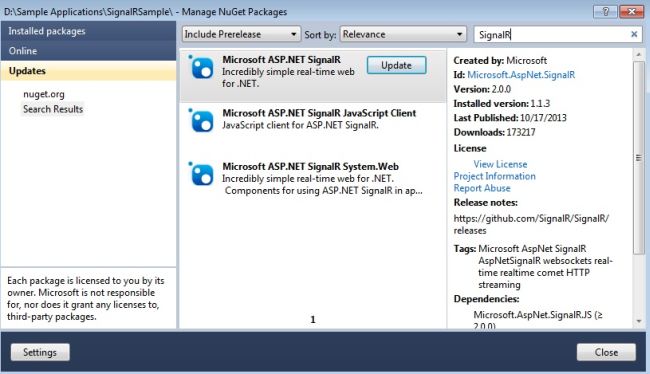 D:\Sample Applications\SignalRSample\ - Manage NuGet Packages
Installed packages
Online
Updates
nuget.org
Search Results
Each package is licensed to you by its
owner. Microsoft is not responsible
for, nor does it grant any licenses to,
third-party packages.
Include Prerelease
Sort by:
Relevance
SignalR
Microsoft ASP.NET SignalR
Incredibly simple real-time web
for .NET.
Update
Microsoft ASP.NET SignalR JavaScript Client
JavaScript client for ASP.NET SignalR.
Microsoft ASP.NET SignalR System.Web
Incredibly simple real-time web for .NET.
Components for using ASP.NET SignalR in ap...
1
Created by: Microsoft
Id: Microsoft.AspNet.SignalR
Version: 2.0.0
Installed version: 1.1.3
Last Published: 10/17/2013
Downloads: 173217
License
View License
Project Information
Report Abuse
Release notes:
https://github.com/SignalR/SignalR/
releases
Tags: Microsoft AspNet SignalR
AspNetSignalR websockets real-
time realtime comet HTTP
streaming
Dependencies:
Microsoft.AspNet.SignalR.JS (≥
2.0.0)
Settings
Close